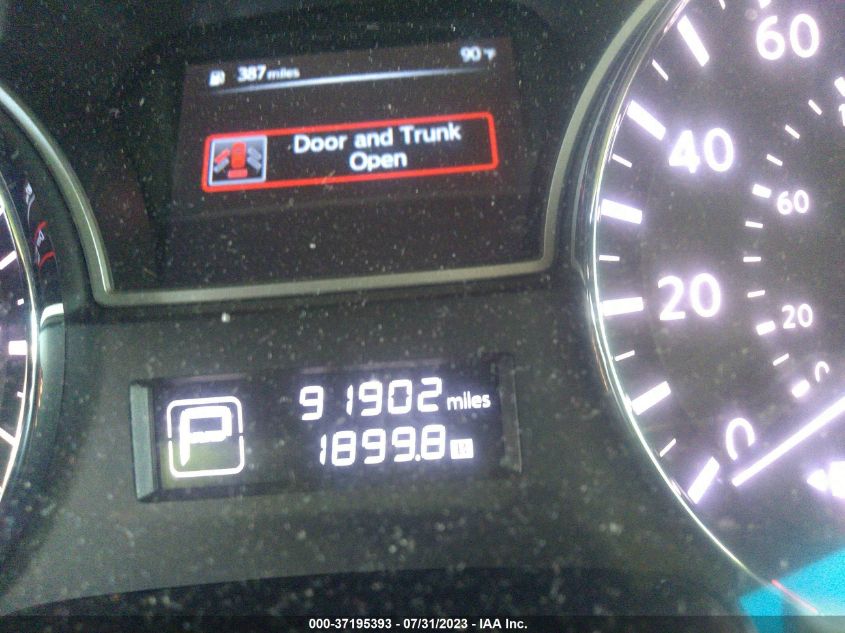 387 miles 90 °F
Door and Trunk
Open
60
40
60
20
20
0
0
P
91902 miles
1899.8
000-37195393 / 07/31/2023 - IAA Inc.